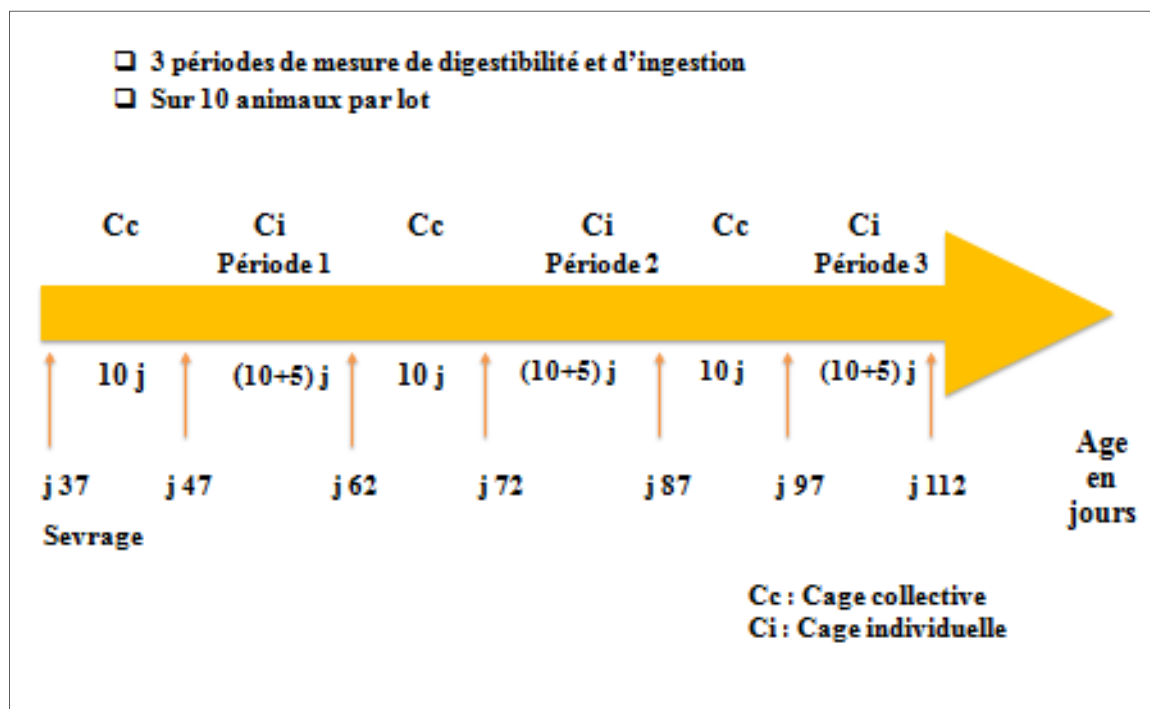 ❑ 3 périodes de mesure de digestibilité et d'ingestion
❑ Sur 10 animaux par lot
Cc Ci Cc Ci Cc Ci
Période 1 Période 2 Période 3
10 j (10+5) j 10 j (10+5) j 10 j (10+5) j
j 37 j 47 j 62 j 72 j 87 j 97 j 112
Sevrage
Age
en
jours
Cc : Cage collective
Ci : Cage individuelle